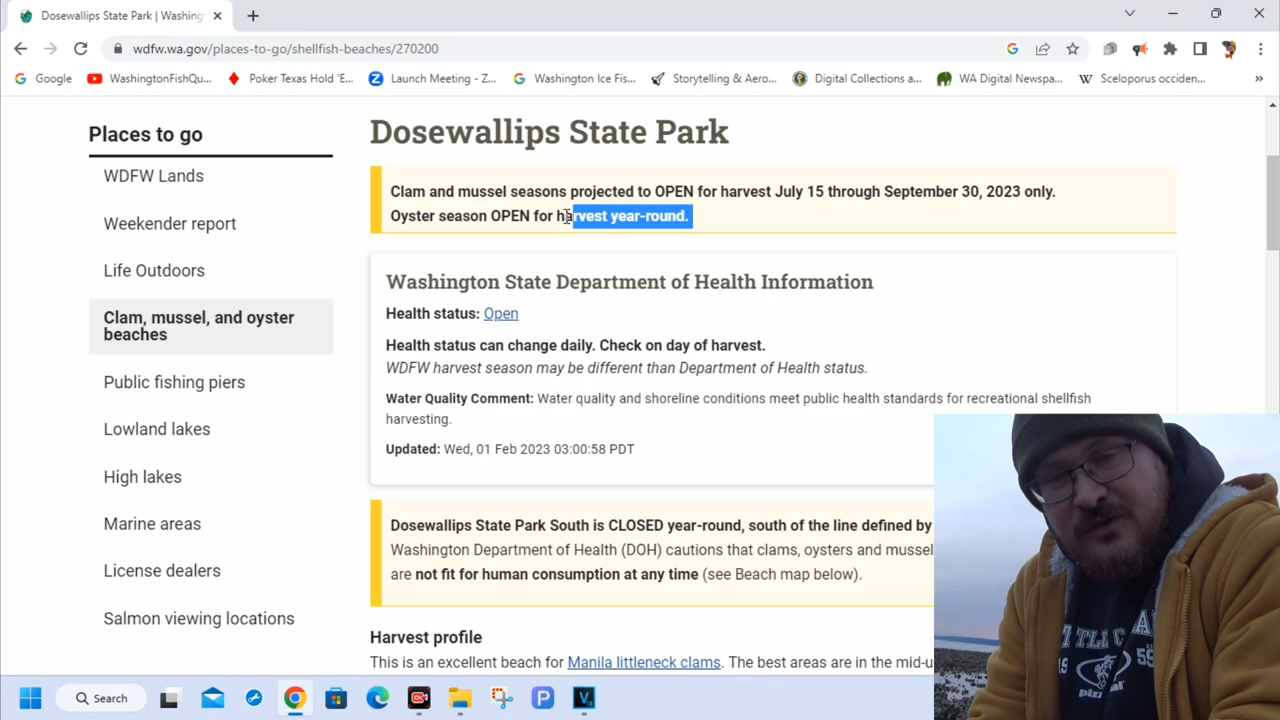 Dosewallips State Park | Washing
wdfw.wa.gov/places-to-go/shellfish-beaches/270200
Google WashingtonFishQu... Poker Texas Hold 'E... Launch Meeting - Z... Washington Ice Fis... Storytelling & Aero... Digital Collections a... WA Digital Newspa... Sceloporus occiden... »
Places to go
WDFW Lands
Weekender report
Life Outdoors
Clam, mussel, and oyster
beaches
Public fishing piers
Lowland lakes
High lakes
Marine areas
License dealers
Salmon viewing locations
Dosewallips State Park
Clam and mussel seasons projected to OPEN for harvest July 15 through September 30, 2023 only.
Oyster season OPEN for harvest year-round.
Washington State Department of Health Information
Health status: Open
Health status can change daily. Check on day of harvest.
WDFW harvest season may be different than Department of Health status.
Water Quality Comment: Water quality and shoreline conditions meet public health standards for recreational shellfish
harvesting.
Updated: Wed, 01 Feb 2023 03:00:58 PDT
Dosewallips State Park South is CLOSED year-round, south of the line defined by
Washington Department of Health (DOH) cautions that clams, oysters and mussel
are not fit for human consumption at any time (see Beach map below).
Harvest profile
This is an excellent beach for Manila littleneck clams. The best areas are in the mid-u
Search